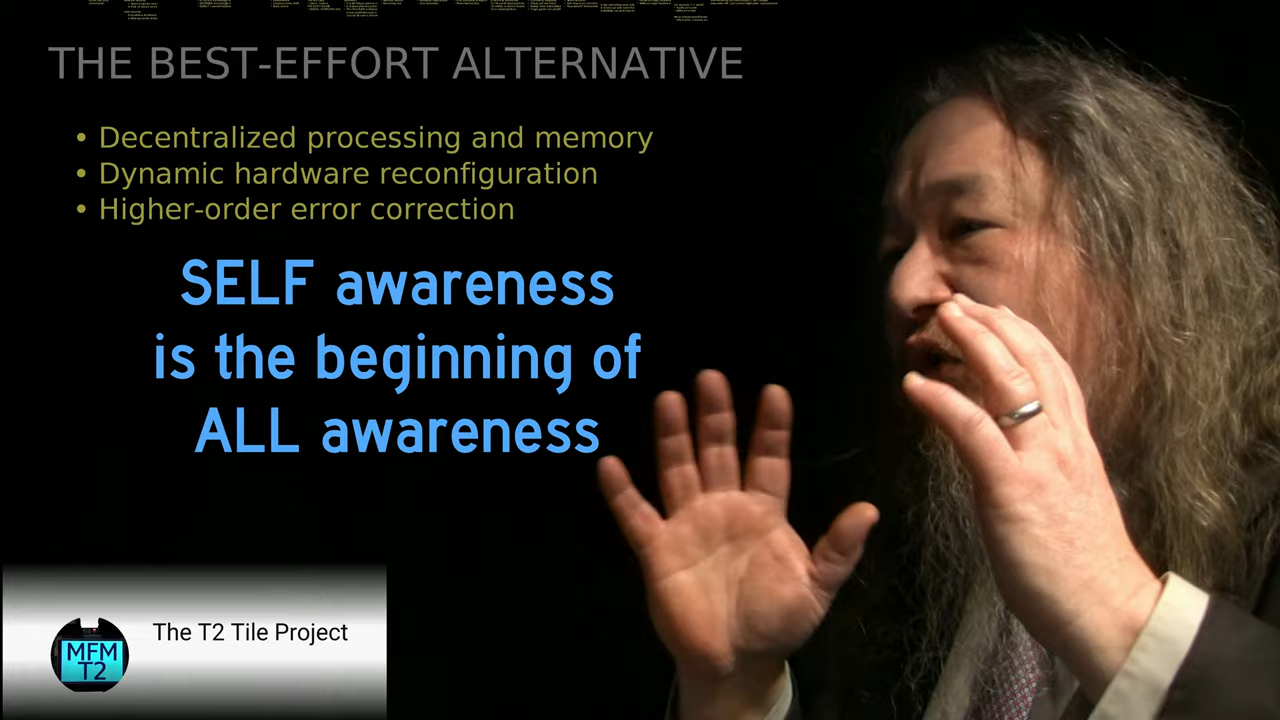 THE BEST-EFFORT ALTERNATIVE
• Decentralized processing and memory
• Dynamic hardware reconfiguration
• Higher-order error correction
SELF awareness
is the beginning of
ALL awareness
The T2 Tile Project
MFM
T2